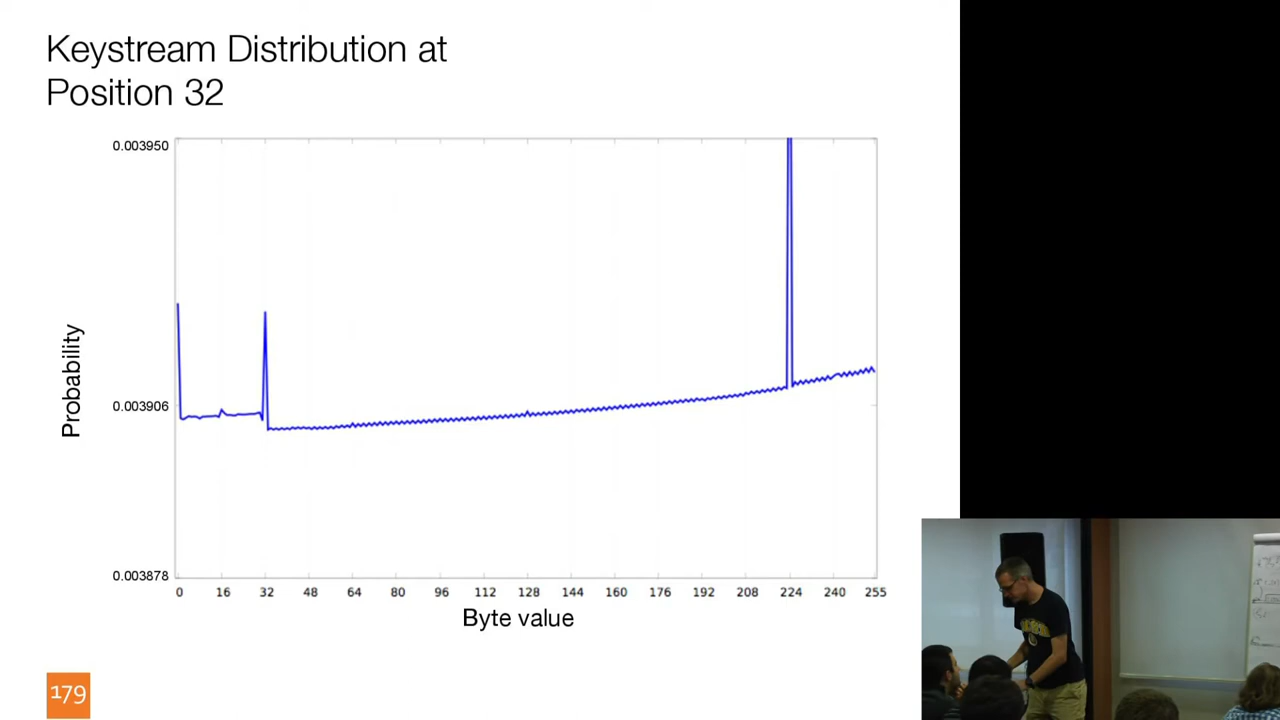 Keystream Distribution at
Position 32
0.003950
0.003906
0.003878
Probability
0 16 32 48 64 80 96 112 128 144 160 176 192 208 224 240 255
Byte value
179